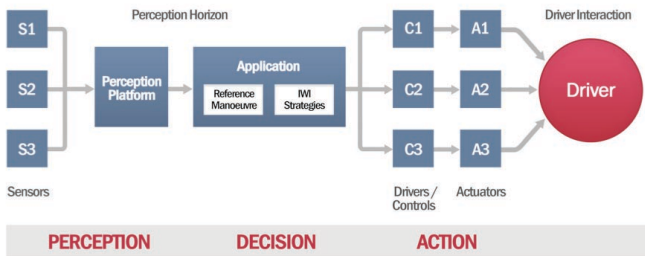 Perception Horizon
Driver Interaction
S1
S2
S3
Sensors
Perception
Platform
Application
Reference
Manoeuvre
IWI
Strategies
C1
C2
C3
Drivers /
Controls
A1
A2
A3
Actuators
Driver
PERCEPTION
DECISION
ACTION